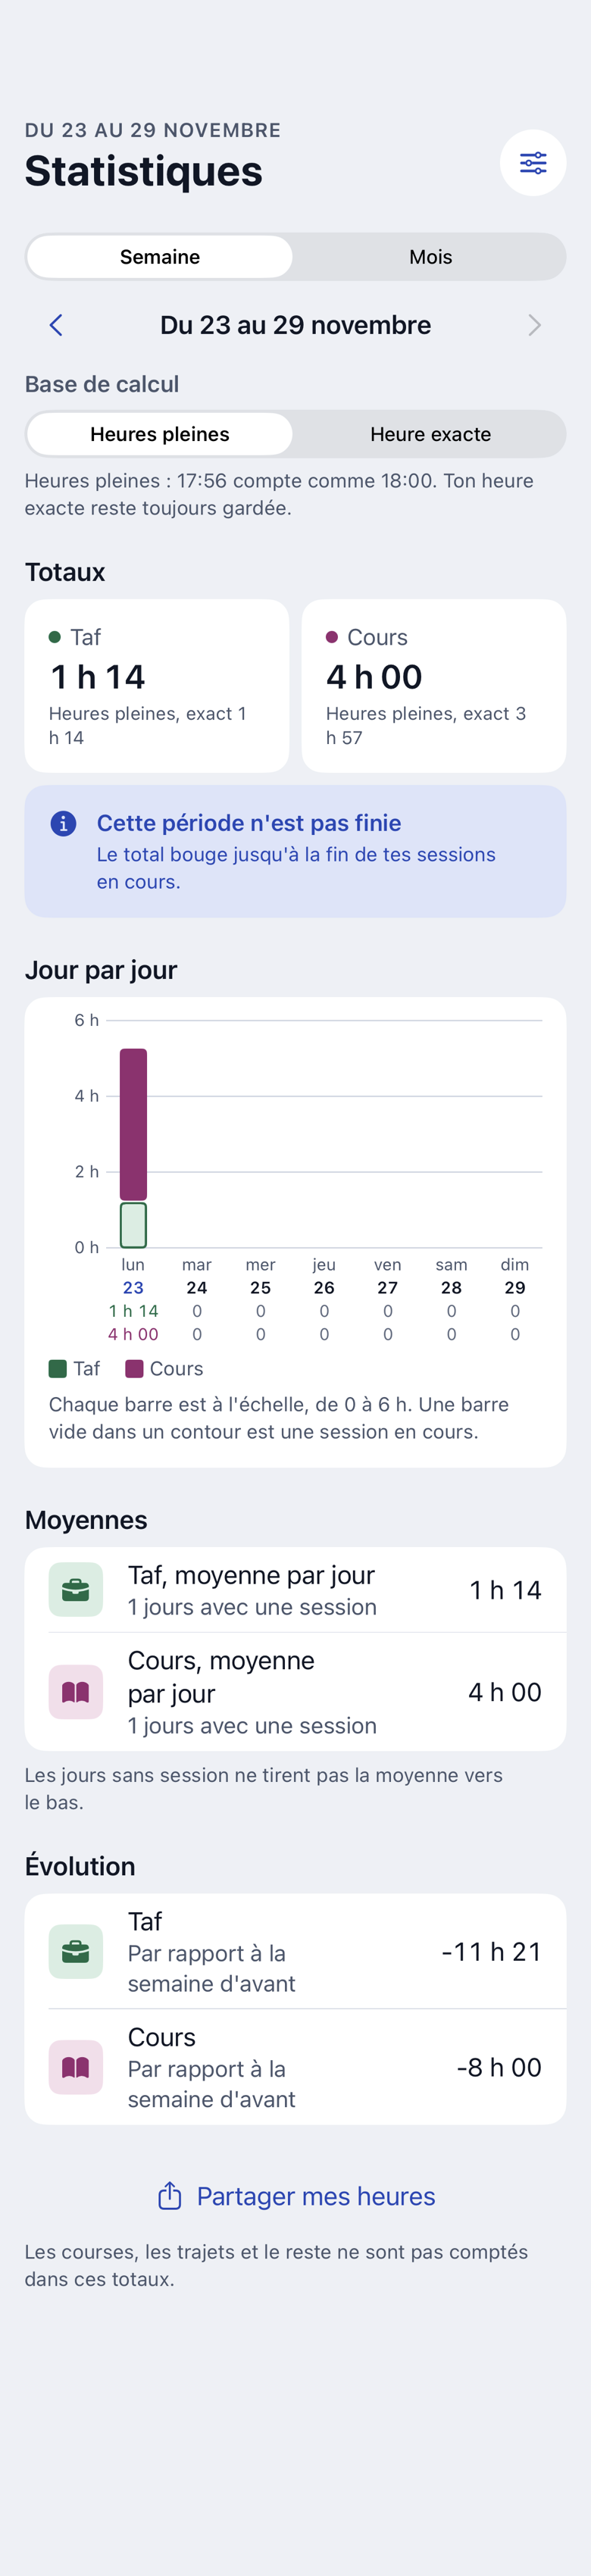 DU 23 AU 29 NOVEMBRE
Statistiques
Semaine
Mois
Du 23 au 29 novembre
Base de calcul
Heures pleines
Heure exacte
Heures pleines : 17:56 compte comme 18:00. Ton heure
exacte reste toujours gardée.
Totaux
Taf
1 h 14
Heures pleines, exact 1
h 14
Cours
4 h 00
Heures pleines, exact 3
h 57
Cette période n'est pas finie
Le total bouge jusqu'à la fin de tes sessions
en cours.
Jour par jour
6 h
4 h
2 h
0 h
lun mar mer jeu ven sam dim
23 24 25 26 27 28 29
1 h 14 0 0 0 0 0 0
4 h 00 0 0 0 0 0 0
Taf Cours
Chaque barre est à l'échelle, de 0 à 6 h. Une barre
vide dans un contour est une session en cours.
Moyennes
Taf, moyenne par jour
1 jours avec une session
1 h 14
Cours, moyenne
par jour
1 jours avec une session
4 h 00
Les jours sans session ne tirent pas la moyenne vers
le bas.
Évolution
Taf
Par rapport à la
semaine d'avant
-11 h 21
Cours
Par rapport à la
semaine d'avant
-8 h 00
Partager mes heures
Les courses, les trajets et le reste ne sont pas comptés
dans ces totaux.